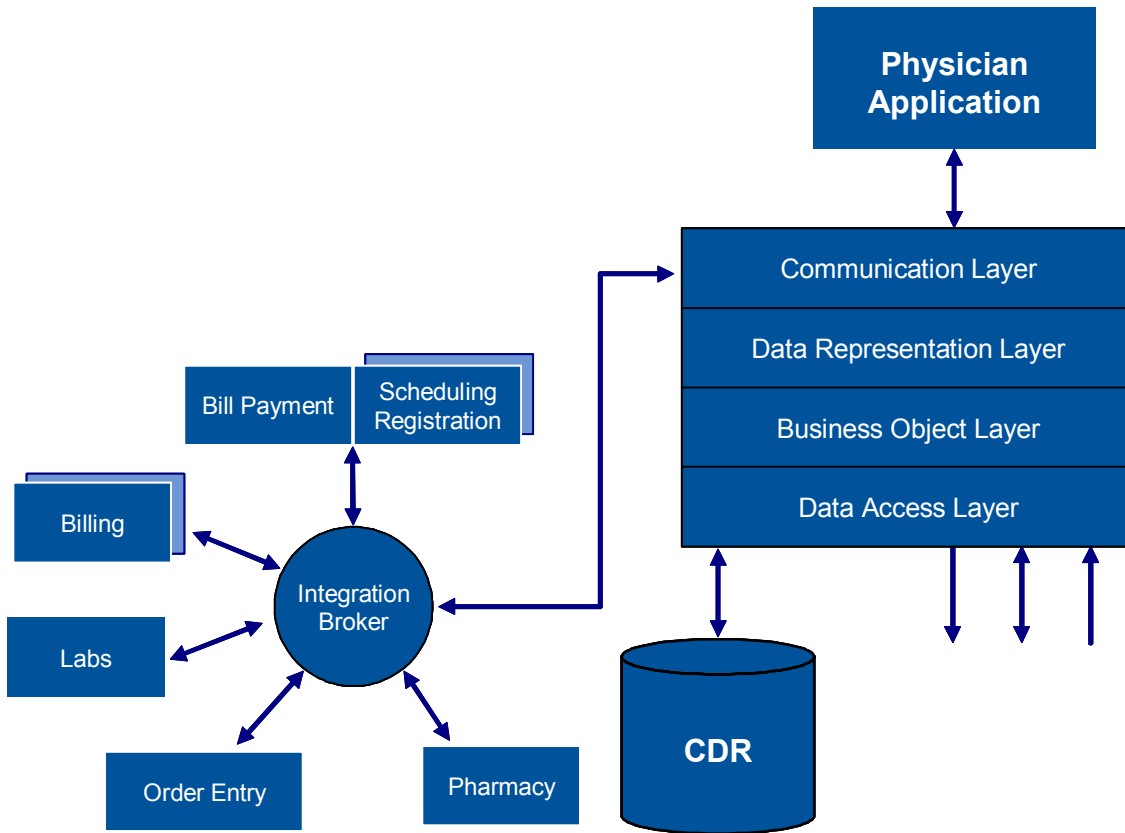 Physician
Application
Communication Layer
Data Representation Layer
Business Object Layer
Data Access Layer
Bill Payment
Scheduling
Registration
Billing
Integration
Broker
Labs
Order Entry
Pharmacy
CDR